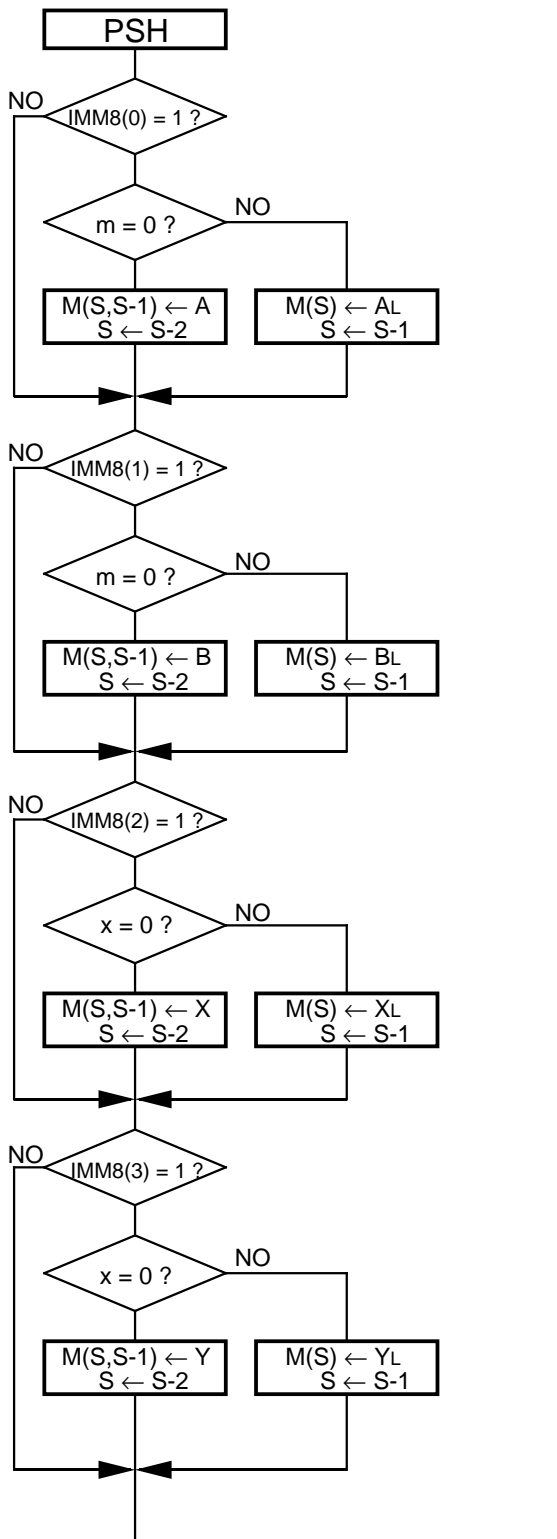 PSH
NO
IMM8(0) = 1 ?
m = 0 ?
NO
M(S,S-1) ← A
S ← S-2
M(S) ← AL
S ← S-1
NO
IMM8(1) = 1 ?
m = 0 ?
NO
M(S,S-1) ← B
S ← S-2
M(S) ← BL
S ← S-1
NO
IMM8(2) = 1 ?
x = 0 ?
NO
M(S,S-1) ← X
S ← S-2
M(S) ← XL
S ← S-1
NO
IMM8(3) = 1 ?
x = 0 ?
NO
M(S,S-1) ← Y
S ← S-2
M(S) ← YL
S ← S-1